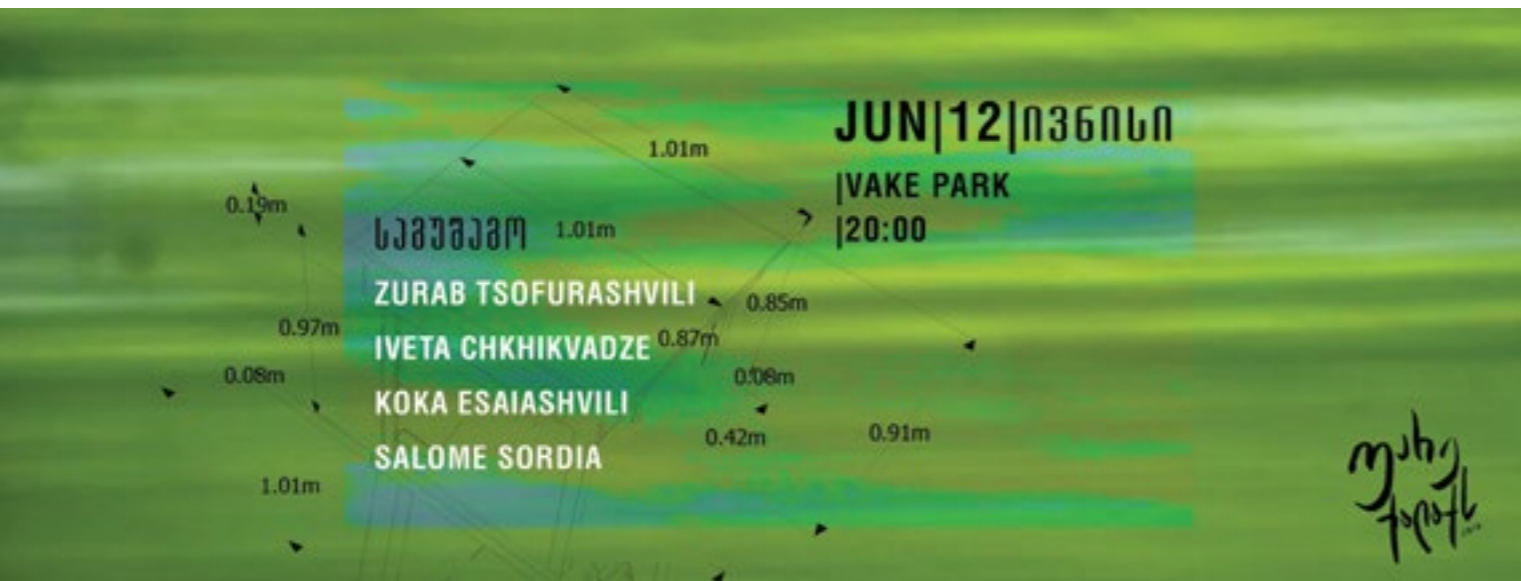 JUN|12|ივნისი
|VAKE PARK
|20:00
1.01m
0.19m
1.01m
ZURAB TSOFURASHVILI
0.85m
0.97m
IVETA CHKHIKVADZE
0.87m
0.08m
0.08m
KOKA ESAIASHVILI
0.42m
0.91m
SALOME SORDIA
1.01m